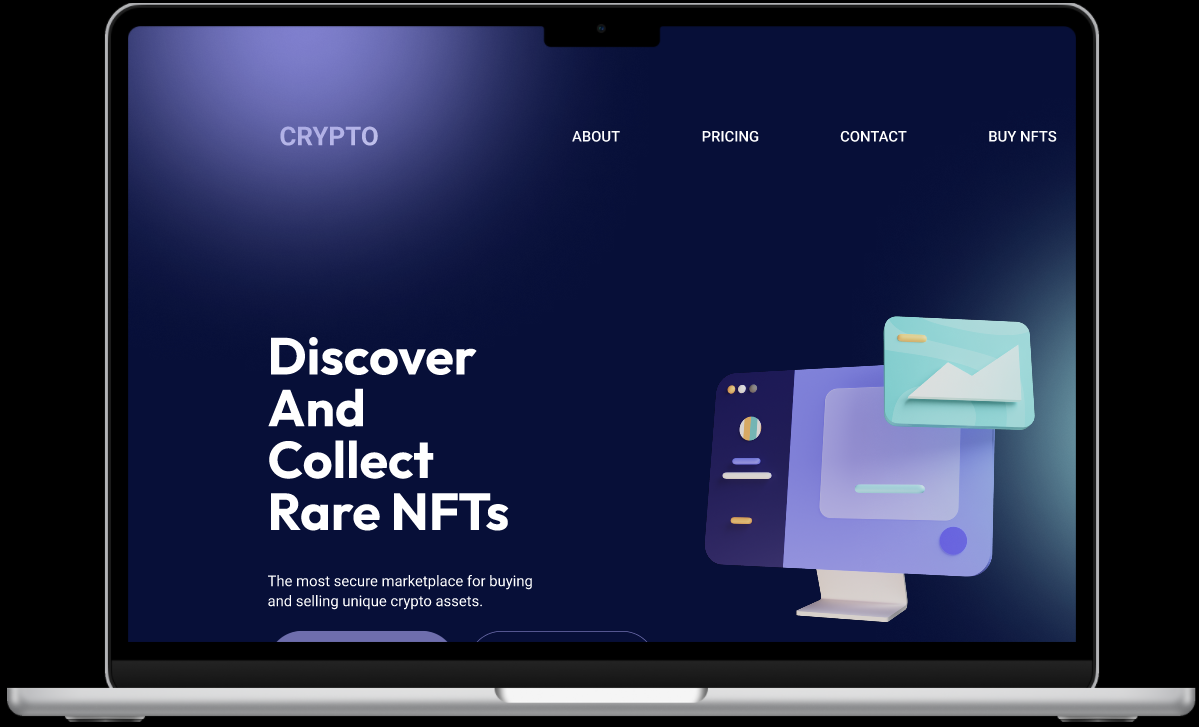 CRYPTO
ABOUT
PRICING
CONTACT
BUY NFTS
Discover
And
Collect
Rare NFTs
The most secure marketplace for buying
and selling unique crypto assets.